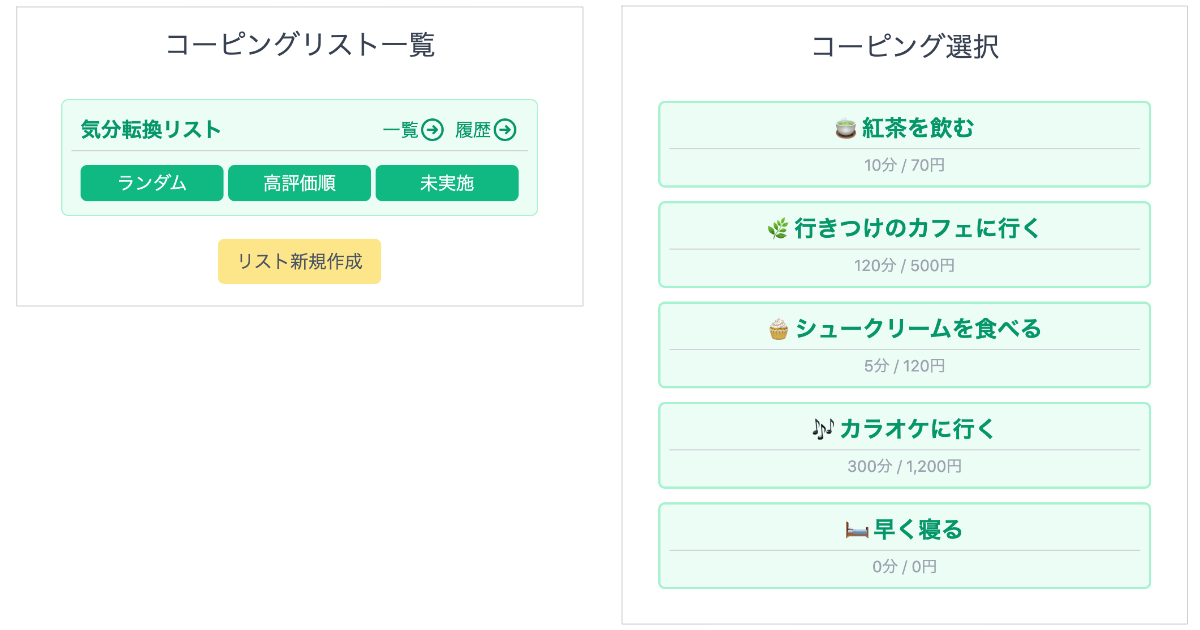 コーピングリスト一覧
気分転換リスト 一覧 履歴
ランダム 高評価順 未実施
リスト新規作成
コーピング選択
紅茶を飲む
10分 / 70円
行きつけのカフェに行く
120分 / 500円
シュークリームを食べる
5分 / 120円
カラオケに行く
300分 / 1,200円
早く寝る
0分 / 0円